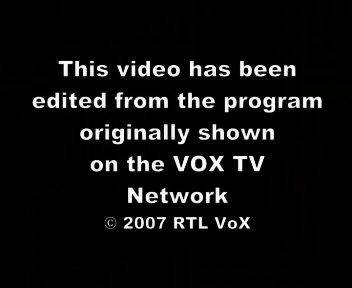 This video has been
edited from the program
originally shown
on the VOX TV
Network
© 2007 RTL VoX